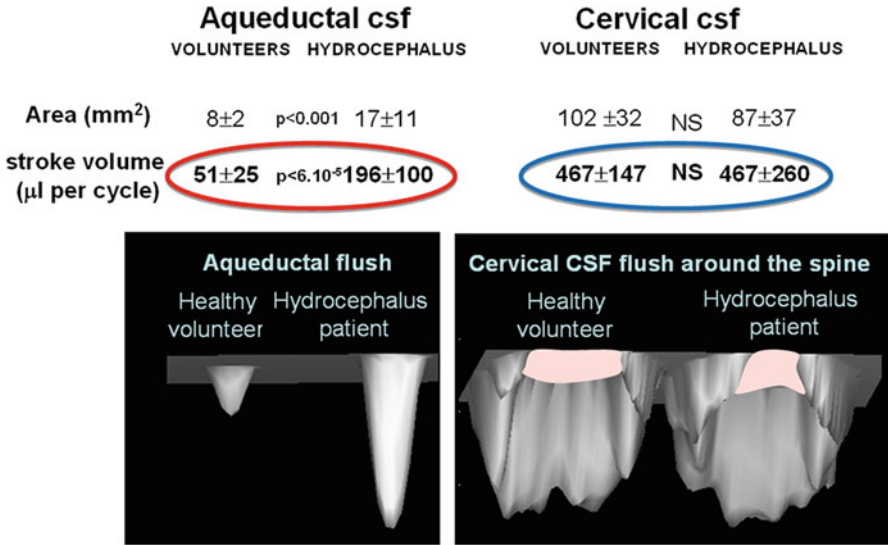 Aqueductal csf Cervical csf
VOLUNTEERS HYDROCEPHALUS VOLUNTEERS HYDROCEPHALUS
Area (mm²) 8±2 p<0.001 17±11 102 ±32 NS 87±37
stroke volume
(µl per cycle) 51±25 p<6.10⁻⁵ 196±100 467±147 NS 467±260
Aqueductal flush
Healthy volunteer
Hydrocephalus patient
Cervical CSF flush around the spine
Healthy volunteer
Hydrocephalus patient